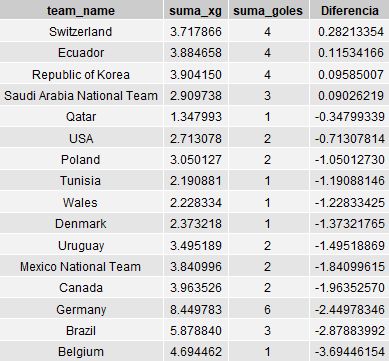 team_name suma_xg suma_goles Diferencia
Switzerland 3.717866 4 0.28213354
Ecuador 3.884658 4 0.11534166
Republic of Korea 3.904150 4 0.09585007
Saudi Arabia National Team 2.909738 3 0.09026219
Qatar 1.347993 1 -0.34799339
USA 2.713078 2 -0.71307814
Poland 3.050127 2 -1.05012730
Tunisia 2.190881 1 -1.19088146
Wales 2.228334 1 -1.22833425
Denmark 2.373218 1 -1.37321765
Uruguay 3.495189 2 -1.49518869
Mexico National Team 3.840996 2 -1.84099615
Canada 3.963526 2 -1.96352570
Germany 8.449783 6 -2.44978346
Brazil 5.878840 3 -2.87883992
Belgium 4.694462 1 -3.69446154